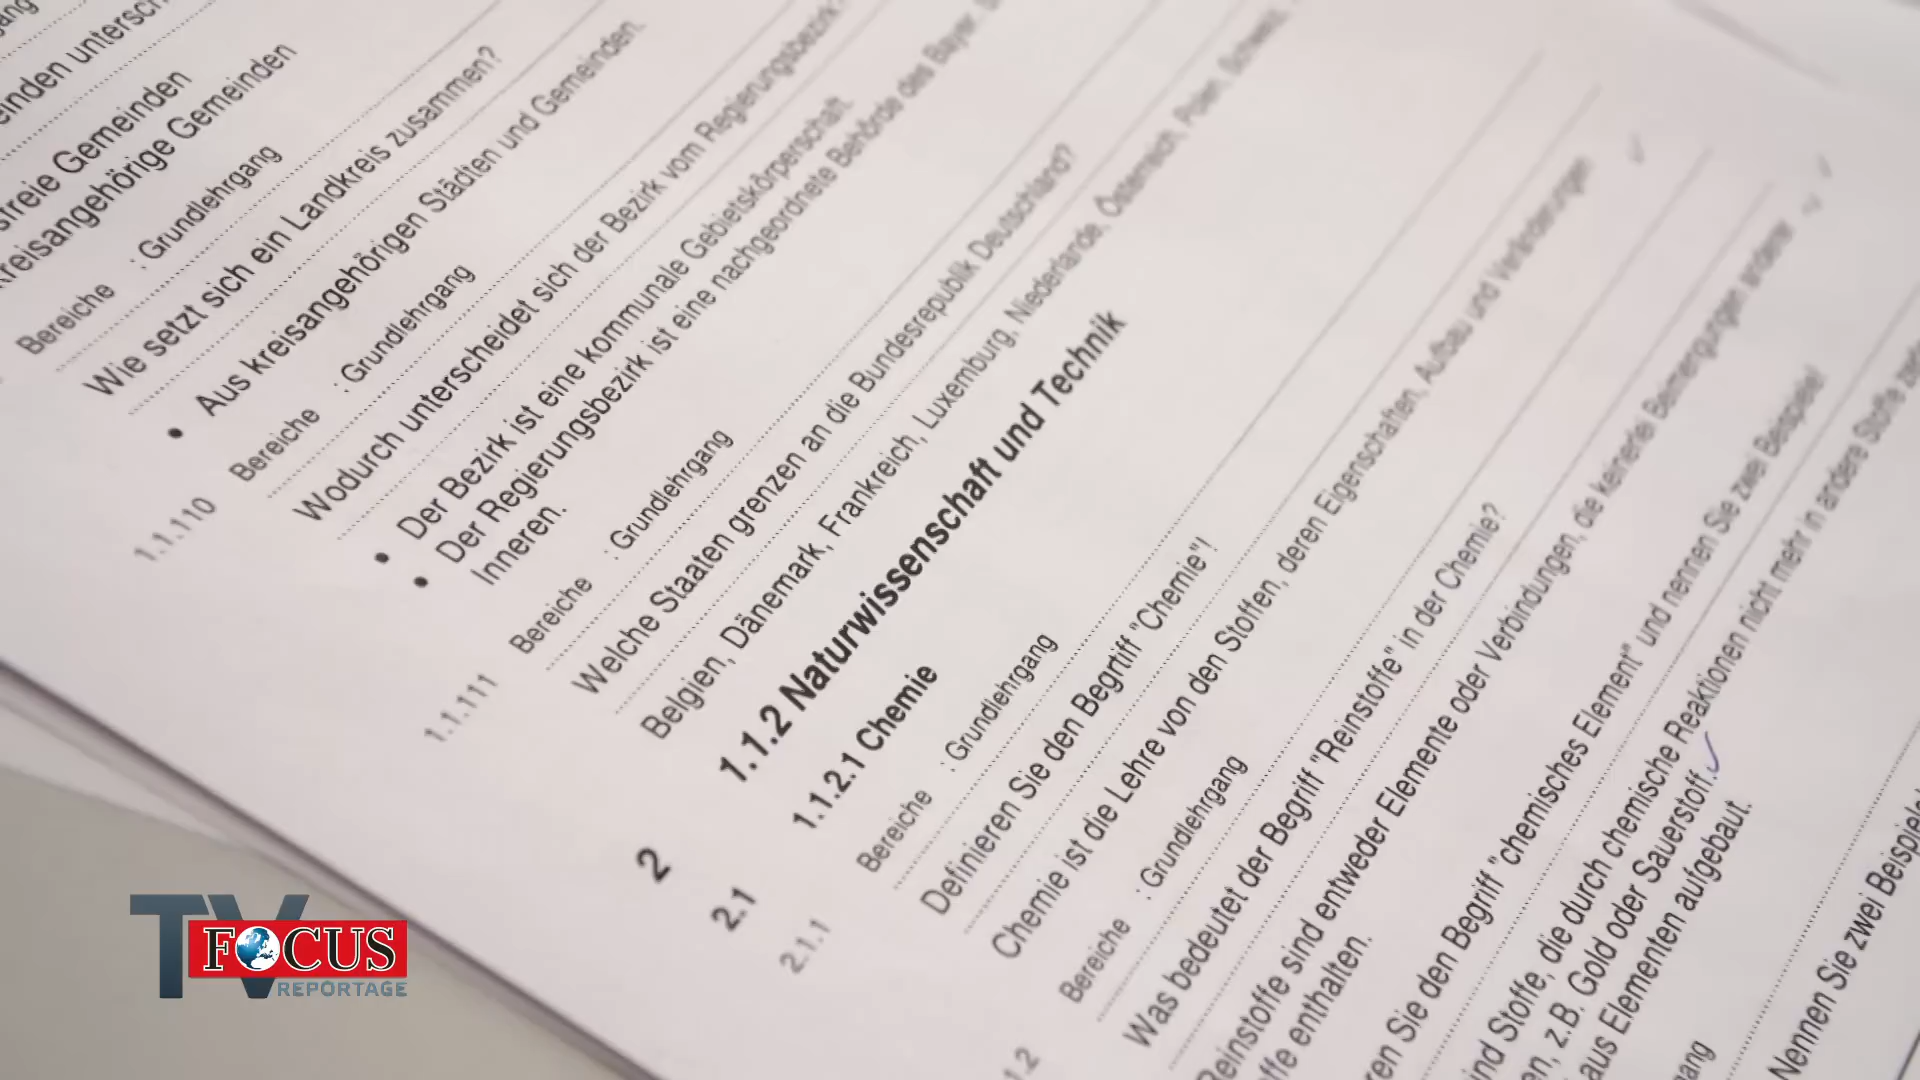 einden untersch
sfreie Gemeinden
kreisangehörige Gemeinden
Bereiche : Grundlehrgang
Wie setzt sich ein Landkreis zusammen?
• Aus kreisangehörigen Städten und Gemeinden.
1.1.110 Bereiche : Grundlehrgang
Wodurch unterscheidet sich der Bezirk vom Regierungsbezirk
• Der Bezirk ist eine kommunale Gebietskörperschaft.
• Der Regierungsbezirk ist eine nachgeordnete Behörde des Bayer.
Inneren.
1.1.111 Bereiche : Grundlehrgang
Welche Staaten grenzen an die Bundesrepublik Deutschland?
Belgien, Dänemark, Frankreich, Luxemburg, Niederlande, Österreich, Polen, Schweiz,
2 1.1.2 Naturwissenschaft und Technik
2.1 1.1.2.1 Chemie
2.1.1 Bereiche : Grundlehrgang
Definieren Sie den Begriff "Chemie"!
Chemie ist die Lehre von den Stoffen, deren Eigenschaften, Aufbau und Veränderungen
1.2 Bereiche : Grundlehrgang
Was bedeutet der Begriff "Reinstoffe" in der Chemie?
Reinstoffe sind entweder Elemente oder Verbindungen, die keinerlei Beimengungen anderer
ffe enthalten.
ren Sie den Begriff "chemisches Element" und nennen Sie zwei Beispiele!
ind Stoffe, die durch chemische Reaktionen nicht mehr in andere Stoffe
en, z.B. Gold oder Sauerstoff.
aus Elementen aufgebaut.
ang
Nennen Sie zwei Beispiele
TV
FOCUS
REPORTAGE